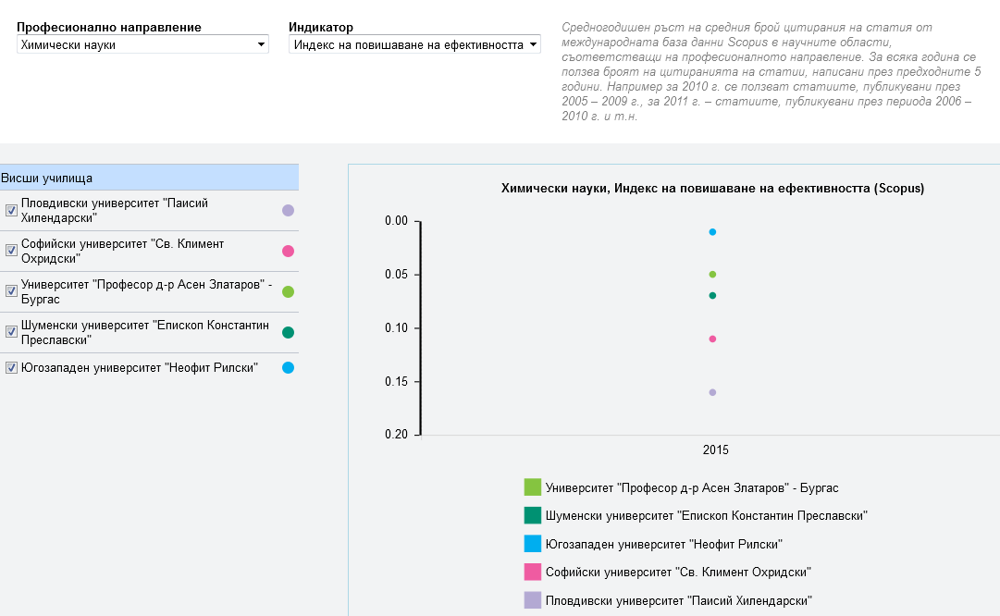 Професионално направление
Химически науки
Индикатор
Индекс на повишаване на ефективността
Средногодишен ръст на средния брой цитирания на статия от
международната база данни Scopus в научните области,
съответстващи на професионалното направление. За всяка година се
ползва броят на цитиранията на статии, написани през предходните 5
години. Например за 2010 г. се ползват статиите, публикувани през
2005 – 2009 г., за 2011 г. – статиите, публикувани през периода 2006 –
2010 г. и т.н.
Висши училища
Пловдивски университет "Паисий
Хилендарски"
Софийски университет "Св. Климент
Охридски"
Университет "Професор д-р Асен Златаров" -
Бургас
Шуменски университет "Епископ Константин
Преславски"
Югозападен университет "Неофит Рилски"
Химически науки, Индекс на повишаване на ефективността (Scopus)
0.00
0.05
0.10
0.15
0.20
2015
Университет "Професор д-р Асен Златаров" - Бургас
Шуменски университет "Епископ Константин Преславски"
Югозападен университет "Неофит Рилски"
Софийски университет "Св. Климент Охридски"
Пловдивски университет "Паисий Хилендарски"